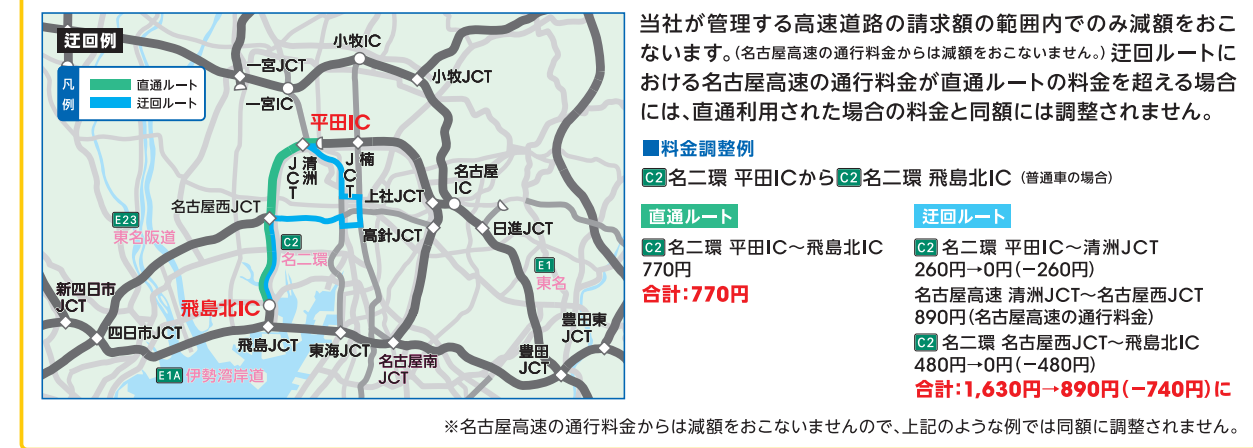 迂回例
凡例
直通ルート
迂回ルート
小牧IC
一宮JCT
小牧JCT
一宮IC
平田IC
清洲JCT
楠JCT
名古屋IC
上社JCT
名古屋西JCT
高針JCT
日進JCT
E23
東名阪道
C2
名二環
E1
東名
新四日市JCT
飛島北IC
四日市JCT
飛島JCT
東海JCT
名古屋南JCT
豊田JCT
豊田東JCT
E1A 伊勢湾岸道
当社が管理する高速道路の請求額の範囲内でのみ減額をおこ
ないます。(名古屋高速の通行料金からは減額をおこないません。)迂回ルートに
おける名古屋高速の通行料金が直通ルートの料金を超える場合
には、直通利用された場合の料金と同額には調整されません。
■料金調整例
C2名二環 平田ICからC2名二環 飛島北IC (普通車の場合)
直通ルート
C2名二環 平田IC〜飛島北IC
770円
合計:770円
迂回ルート
C2 名二環 平田IC〜清洲JCT
260円→0円(−260円)
名古屋高速 清洲JCT〜名古屋西JCT
890円(名古屋高速の通行料金)
C2 名二環 名古屋西JCT〜飛島北IC
480円→0円(−480円)
合計:1,630円→890円(−740円)に
※名古屋高速の通行料金からは減額をおこないませんので、上記のような例では同額に調整されません。